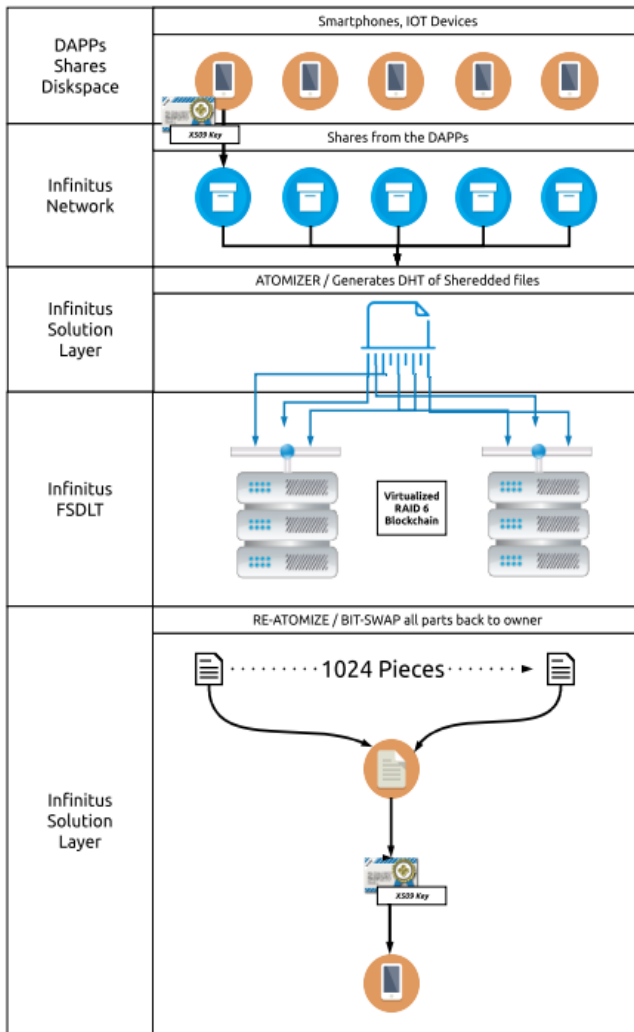 Smartphones, IOT Devices
DAPPs
Shares
Diskspace
X509 Key
Shares from the DAPPs
Infinitus
Network
ATOMIZER / Generates DHT of Sheredded files
Infinitus
Solution
Layer
Infinitus
FSDLT
Virtualized
RAID 6
Blockchain
RE-ATOMIZE / BIT-SWAP all parts back to owner
1024 Pieces
Infinitus
Solution
Layer
X509 Key